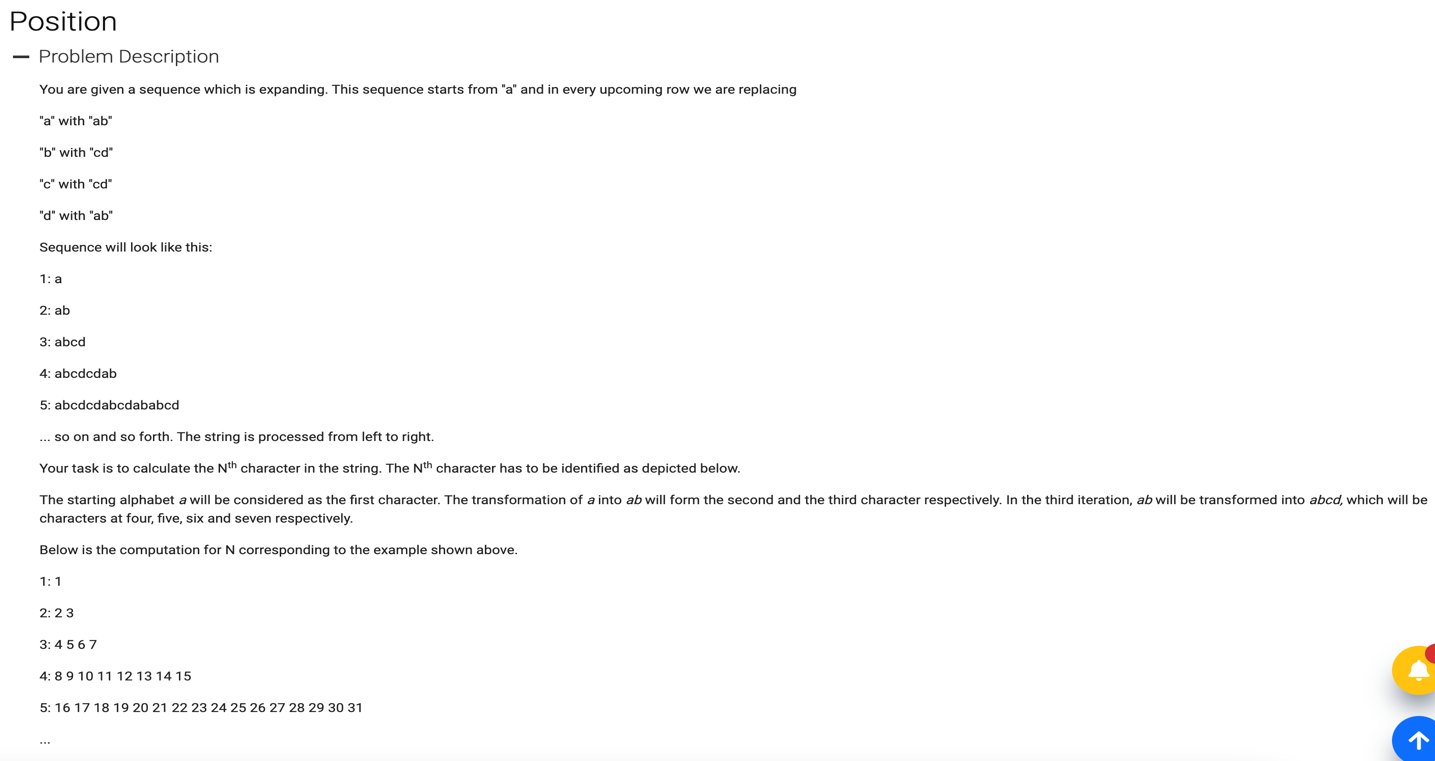 Position
— Problem Description
You are given a sequence which is expanding. This sequence starts from "a" and in every upcoming row we are replacing
"a" with "ab"
"b" with "cd"
"c" with "cd"
"d" with "ab"
Sequence will look like this:
1: a
2: ab
3: abcd
4: abcdcdab
5: abcdcdabcdababcd
... so on and so forth. The string is processed from left to right.
Your task is to calculate the Nth character in the string. The Nth character has to be identified as depicted below.
The starting alphabet a will be considered as the first character. The transformation of a into ab will form the second and the third character respectively. In the third iteration, ab will be transformed into abcd, which will be
characters at four, five, six and seven respectively.
Below is the computation for N corresponding to the example shown above.
1: 1
2: 2 3
3: 4 5 6 7
4: 8 9 10 11 12 13 14 15
5: 16 17 18 19 20 21 22 23 24 25 26 27 28 29 30 31
...